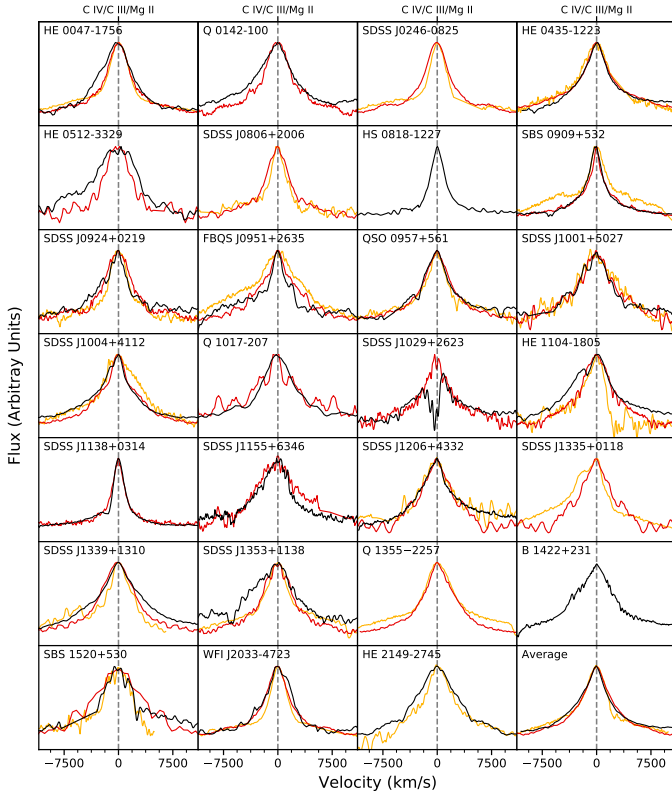 C IV/C III/Mg II C IV/C III/Mg II C IV/C III/Mg II C IV/C III/Mg II
HE 0047-1756 Q 0142-100 SDSS J0246-0825 HE 0435-1223
HE 0512-3329 SDSS J0806+2006 HS 0818-1227 SBS 0909+532
SDSS J0924+0219 FBQS J0951+2635 QSO 0957+561 SDSS J1001+5027
SDSS J1004+4112 Q 1017-207 SDSS J1029+2623 HE 1104-1805
SDSS J1138+0314 SDSS J1155+6346 SDSS J1206+4332 SDSS J1335+0118
SDSS J1339+1310 SDSS J1353+1138 Q 1355−2257 B 1422+231
SBS 1520+530 WFI J2033-4723 HE 2149-2745 Average
Flux (Arbitray Units)
−7500 0 7500 −7500 0 7500 −7500 0 7500 −7500 0 7500
Velocity (km/s)